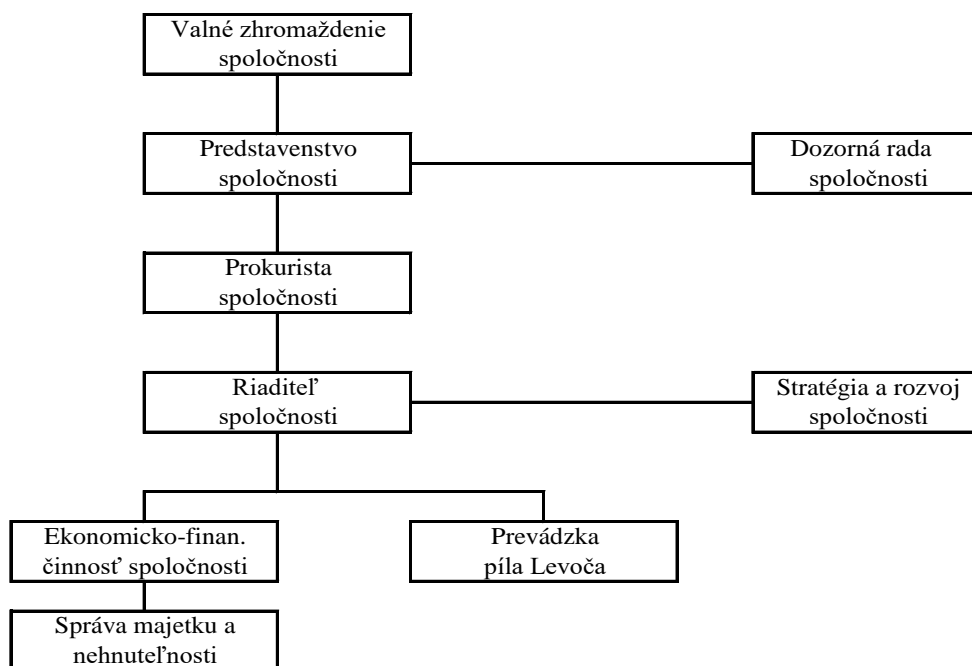 Valné zhromaždenie
spoločnosti
Predstavenstvo
spoločnosti
Dozorná rada
spoločnosti
Prokurista
spoločnosti
Riaditeľ
spoločnosti
Stratégia a rozvoj
spoločnosti
Ekonomicko-finan.
činnosť spoločnosti
Prevádzka
píla Levoča
Správa majetku a
nehnuteľnosti